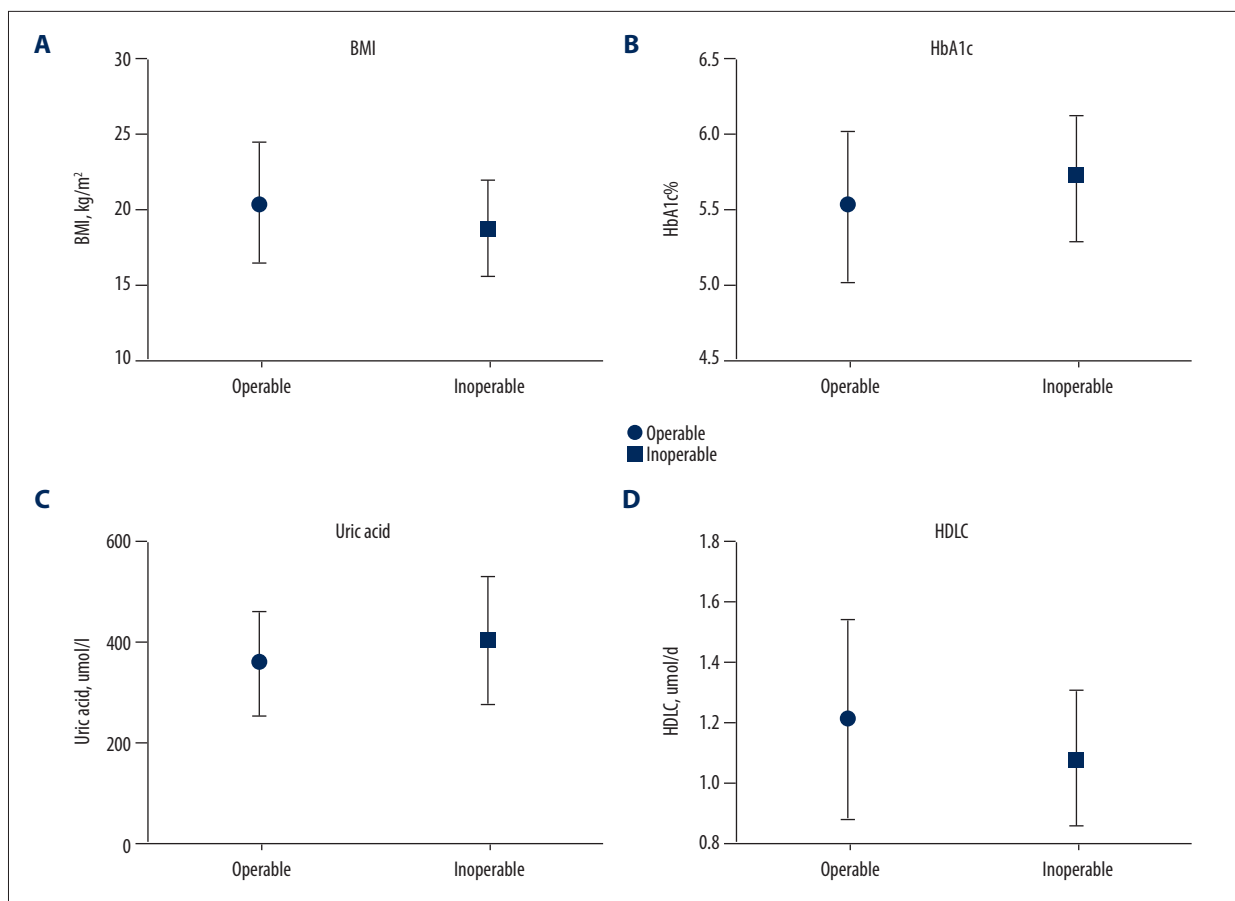 A
BMI
30
25
20
15
10
BMI, kg/m²
Operable
Inoperable
B
HbA1c
6.5
6.0
5.5
5.0
4.5
HbA1c%
Operable
Inoperable
Operable
Inoperable
C
Uric acid
600
400
200
0
Uric acid, umol/l
Operable
Inoperable
D
HDLC
1.8
1.6
1.4
1.2
1.0
0.8
HDLC, umol/d
Operable
Inoperable